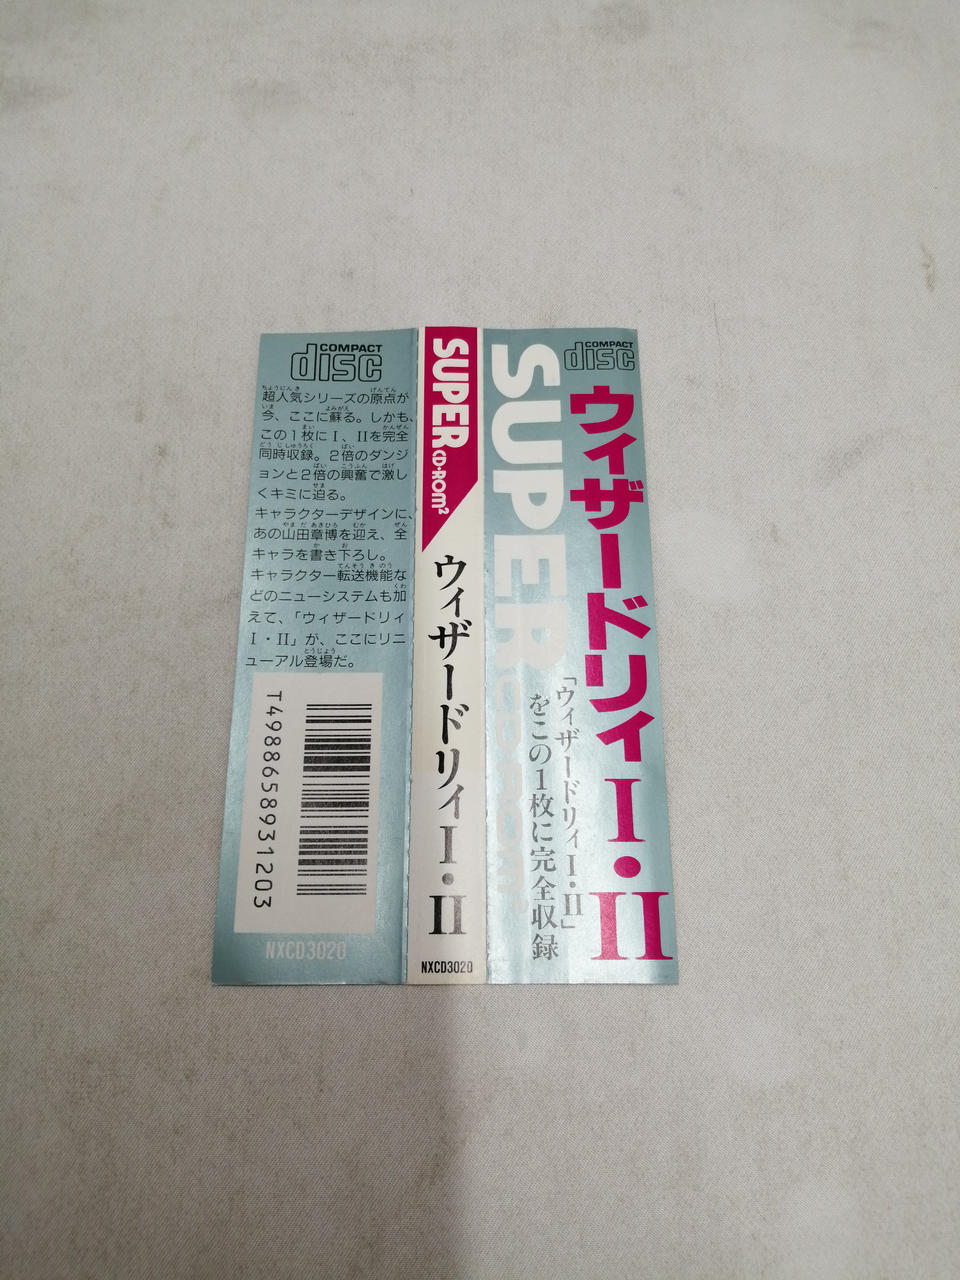 COMPACT
disc
超人気シリーズの原点が
今、ここに蘇る。しかも、
この1枚にⅠ、Ⅱを完全
同時収録。2倍のダンジ
ョンと2倍の興奮で激し
くキミに迫る。
キャラクターデザインに、
あの山田章博を迎え、全
キャラを書き下ろし。
キャラクター転送機能な
どのニューシステムも加
えて、「ウィザードリィ
Ⅰ・Ⅱ」が、ここにリニ
ューアル登場だ。
T4988658931203
NXCD3020
SUPER CD-ROM²
ウィザードリィⅠ・Ⅱ
NXCD3020
COMPACT
disc
SUPER CD-ROM²
ウィザードリィⅠ・Ⅱ
「ウィザードリィⅠ・Ⅱ」
をこの1枚に完全収録